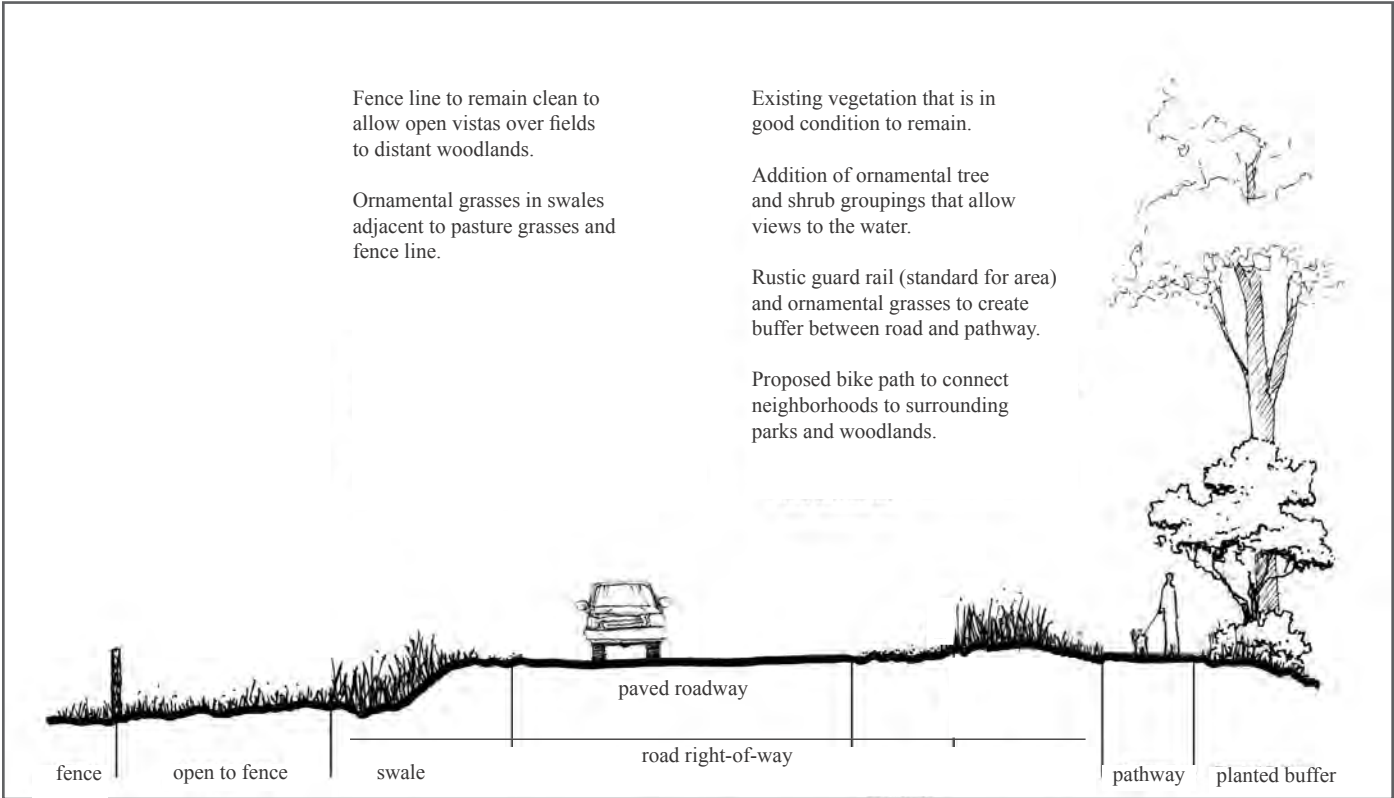 Fence line to remain clean to
allow open vistas over fields
to distant woodlands.
Ornamental grasses in swales
adjacent to pasture grasses and
fence line.
Existing vegetation that is in
good condition to remain.
Addition of ornamental tree
and shrub groupings that allow
views to the water.
Rustic guard rail (standard for area)
and ornamental grasses to create
buffer between road and pathway.
Proposed bike path to connect
neighborhoods to surrounding
parks and woodlands.
paved roadway
road right-of-way
fence
open to fence
swale
pathway
planted buffer